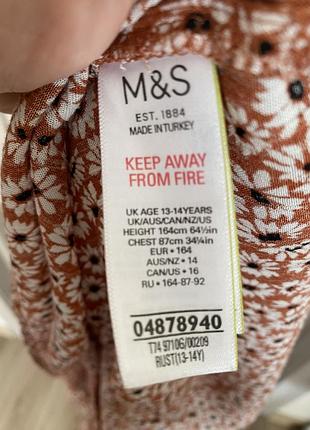 M&S
EST. 1884
MADE IN TURKEY
KEEP AWAY
FROM FIRE
UK AGE 13-14YEARS
UK/AUS/CAN/NZ/US
HEIGHT 164cm 64½in
CHEST 87cm 34¼in
EUR • 164
AUS/NZ • 14
CAN/US • 16
RU • 164-87-92
04878940
T74 9710G/00209
RUST(13-14Y)